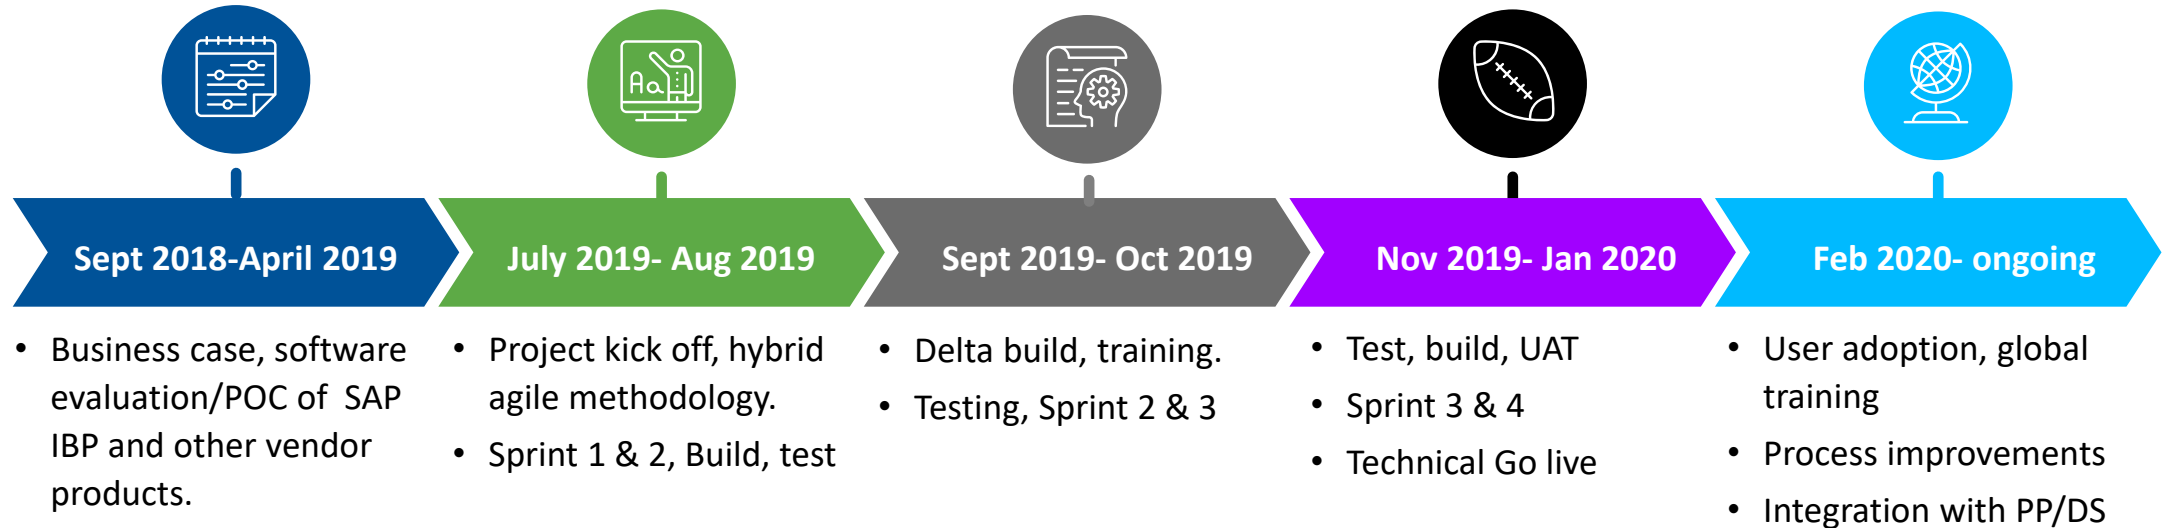 Aa
Sept 2018-April 2019
July 2019- Aug 2019
Sept 2019- Oct 2019
Nov 2019- Jan 2020
Feb 2020- ongoing
• Business case, software
evaluation/POC of SAP
IBP and other vendor
products.
• Project kick off, hybrid
agile methodology.
• Sprint 1 & 2, Build, test
• Delta build, training.
• Testing, Sprint 2 & 3
• Test, build, UAT
• Sprint 3 & 4
• Technical Go live
• User adoption, global
training
• Process improvements
• Integration with PP/DS